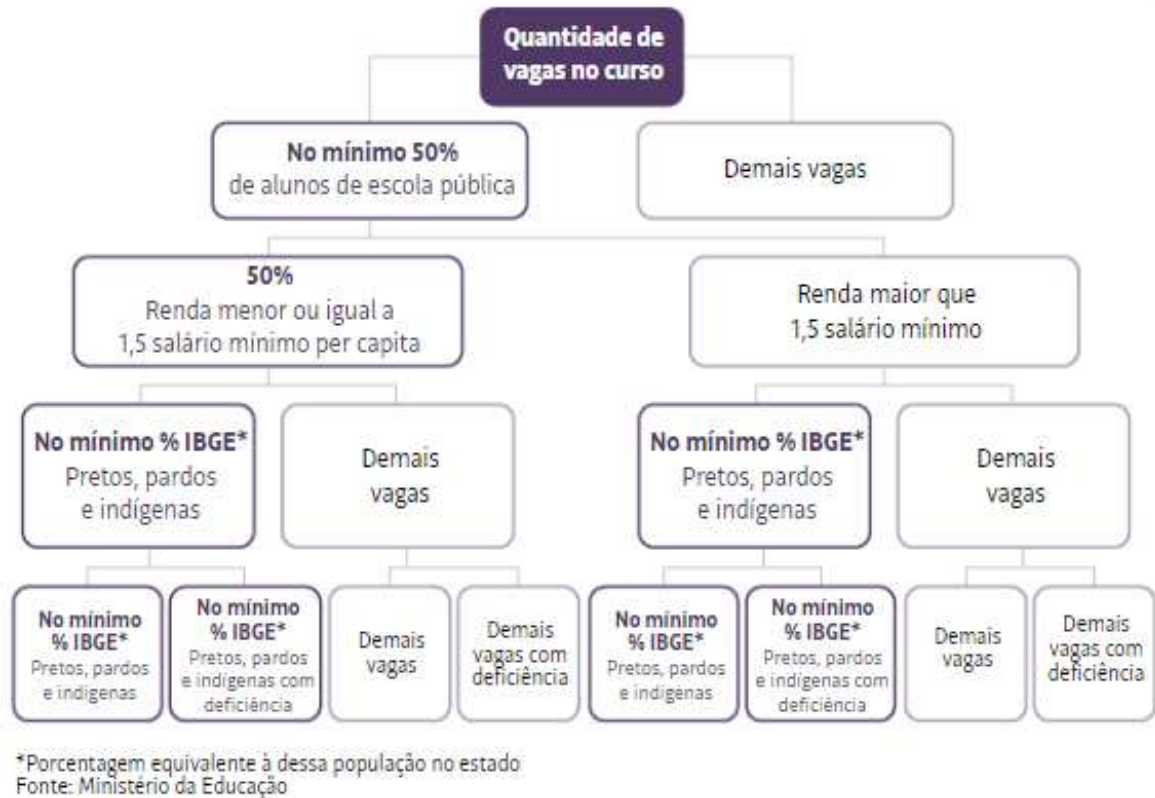 Quantidade de
vagas no curso
No mínimo 50%
de alunos de escola pública
Demais vagas
50%
Renda menor ou igual a
1,5 salário mínimo per capita
Renda maior que
1,5 salário mínimo
No mínimo % IBGE*
Pretos, pardos
e indígenas
Demais
vagas
No mínimo % IBGE*
Pretos, pardos
e indígenas
Demais
vagas
No mínimo
% IBGE*
Pretos, pardos
e indígenas
No mínimo
% IBGE*
Pretos, pardos
e indígenas com
deficiência
Demais
vagas
Demais
vagas com
deficiência
No mínimo
% IBGE*
Pretos, pardos
e indígenas
No mínimo
% IBGE*
Pretos, pardos
e indígenas com
deficiência
Demais
vagas
Demais
vagas com
deficiência
*Porcentagem equivalente à dessa população no estado
Fonte: Ministério da Educação